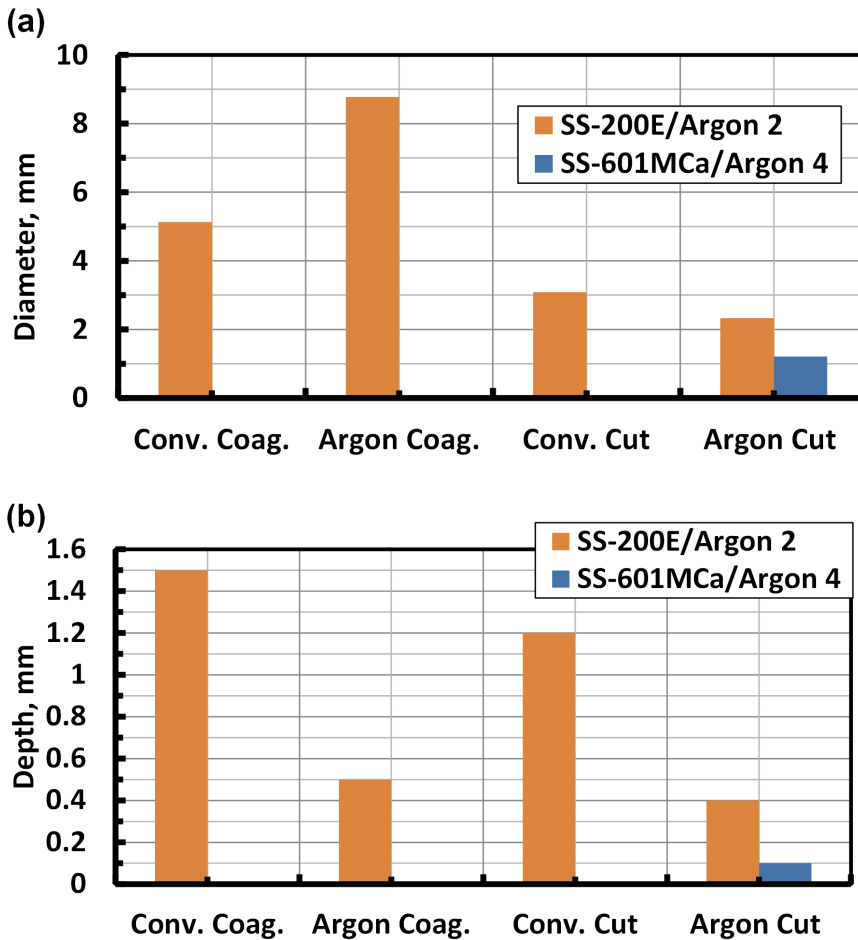 (a)
10
8
6
4
2
0
Diameter, mm
SS-200E/Argon 2
SS-601MCa/Argon 4
Conv. Coag. Argon Coag. Conv. Cut Argon Cut
(b)
1.6
1.4
1.2
1
0.8
0.6
0.4
0.2
0
Depth, mm
SS-200E/Argon 2
SS-601MCa/Argon 4
Conv. Coag. Argon Coag. Conv. Cut Argon Cut